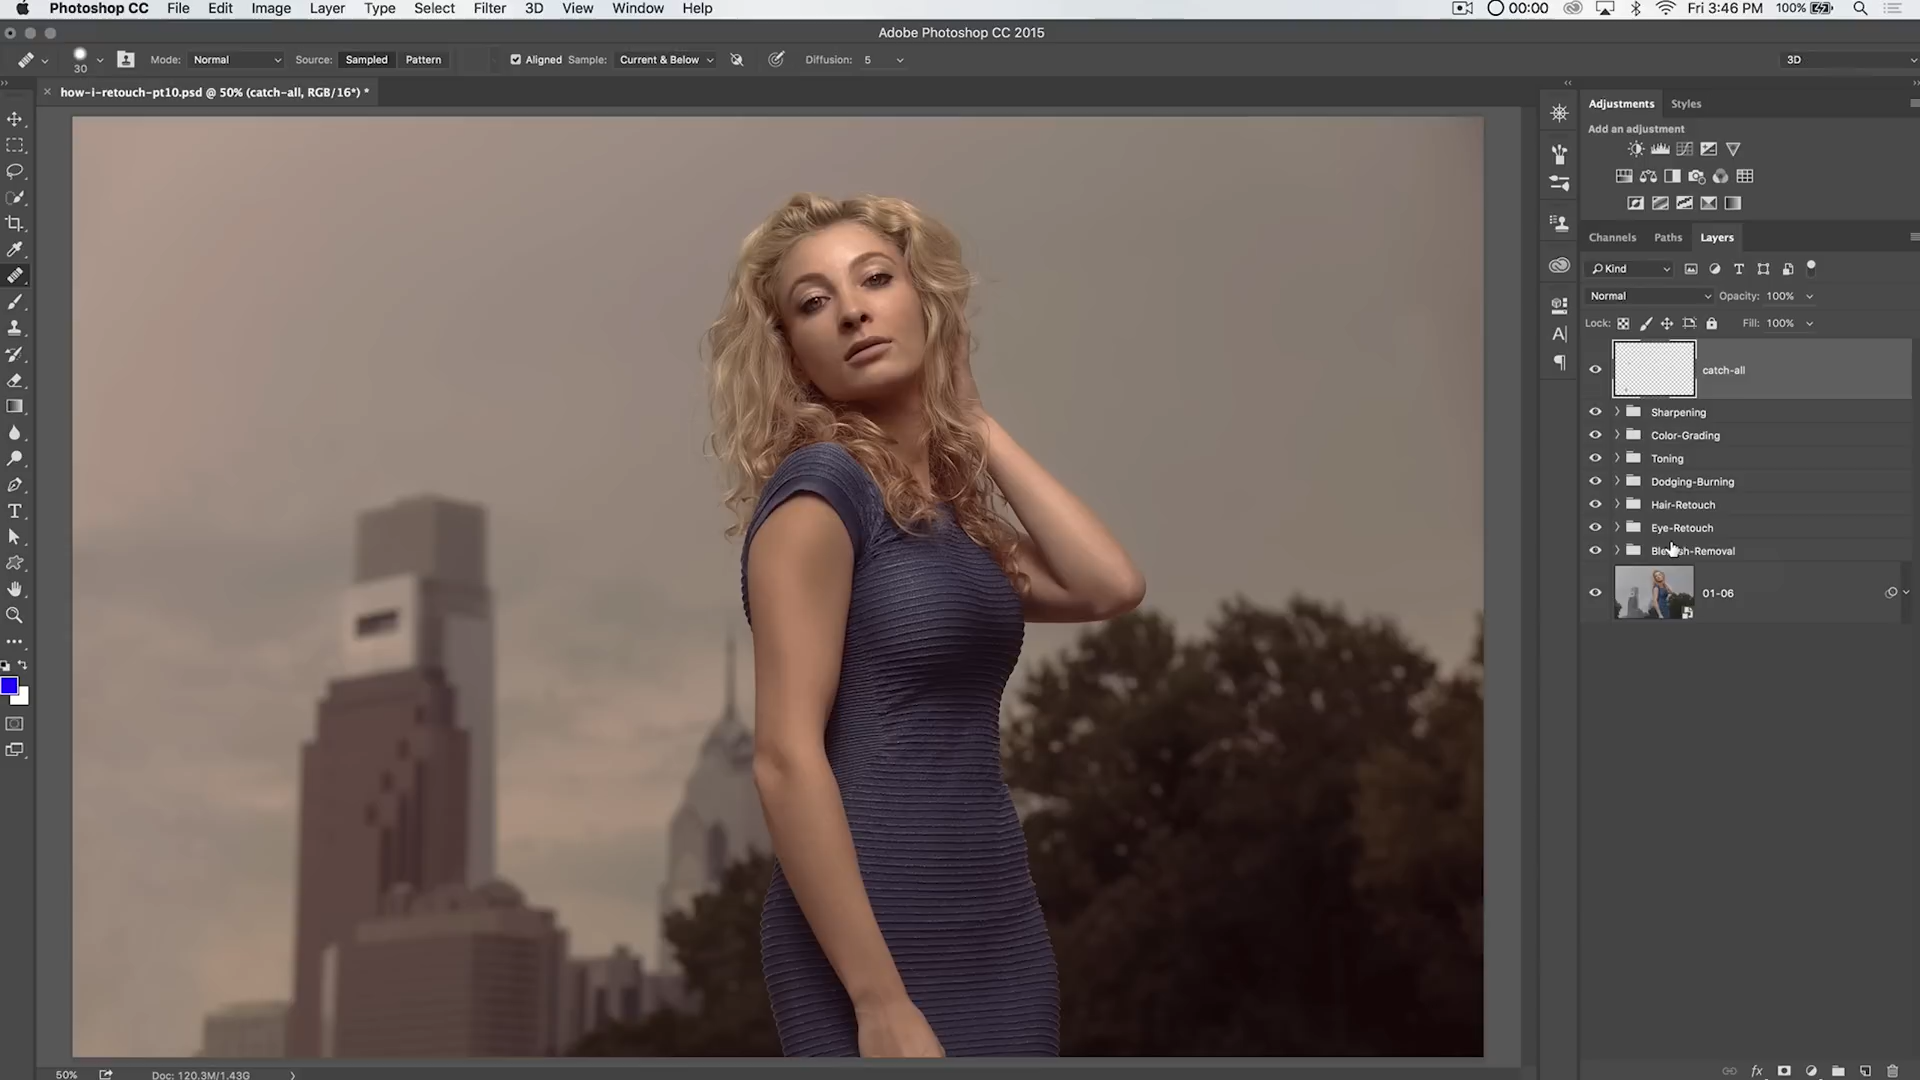 Photoshop CC File Edit Image Layer Type Select Filter 3D View Window Help 00:00 Fri 3:46 PM 100%
Adobe Photoshop CC 2015
30 Mode: Normal Source: Sampled Pattern Aligned Sample: Current & Below Diffusion: 5 3D
how-i-retouch-pt10.psd @ 50% (catch-all, RGB/16*) *
Adjustments Styles
Add an adjustment
Channels Paths Layers
Kind
Normal Opacity: 100%
Lock: Fill: 100%
catch-all
Sharpening
Color-Grading
Toning
Dodging-Burning
Hair-Retouch
Eye-Retouch
01-06
50% Doc: 120.3M/1.43G